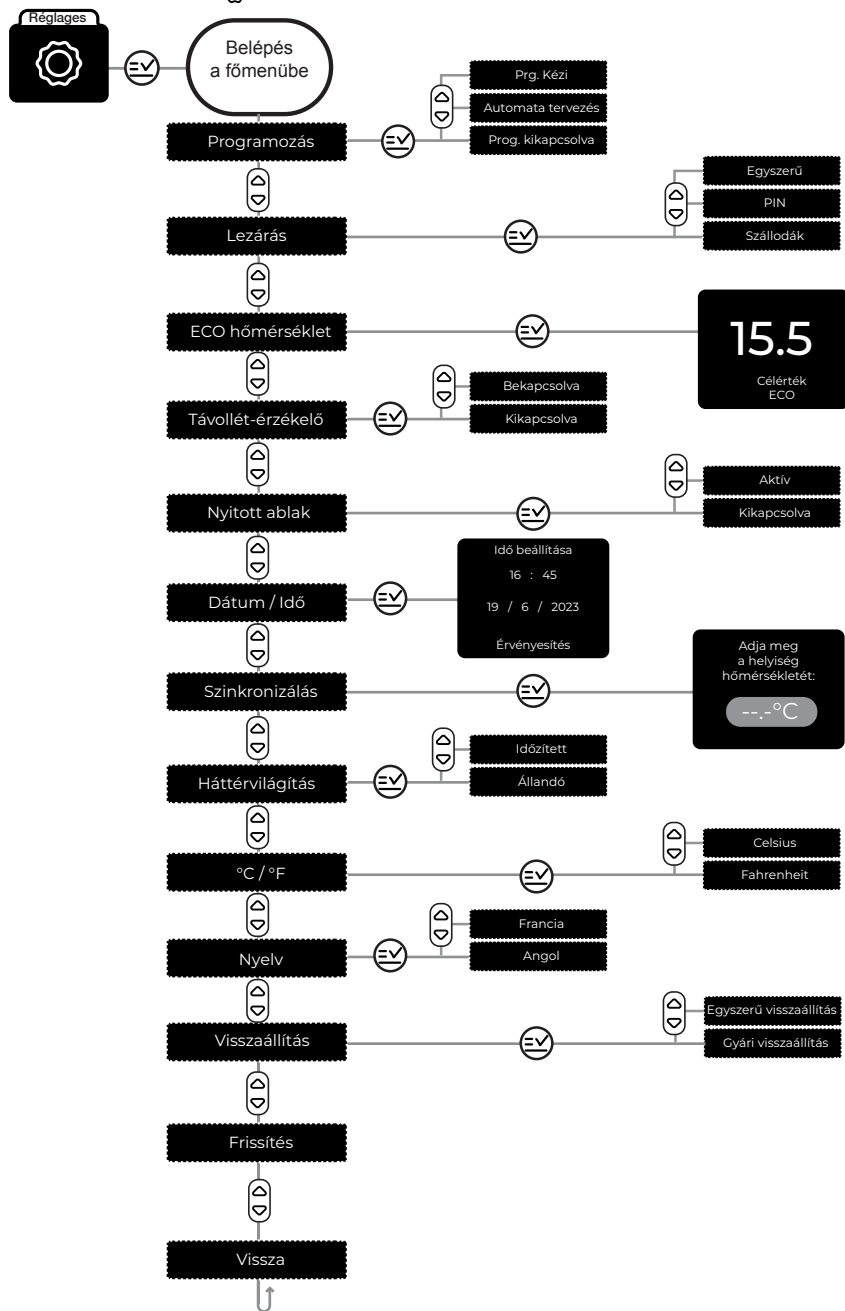 Réglages
Belépés
a főmenübe
Programozás
Prg. Kézi
Automata tervezés
Prog. kikapcsolva
Lezárás
Egyszerű
PIN
Szállodák
ECO hőmérséklet
15.5
Célérték
ECO
Távollét-érzékelő
Bekapcsolva
Kikapcsolva
Nyitott ablak
Aktív
Kikapcsolva
Dátum / Idő
Idő beállítása
16 : 45
19 / 6 / 2023
Érvényesítés
Szinkronizálás
Adja meg
a helyiség
hőmérsékletét:
--.-°C
Háttérvilágítás
Időzített
Állandó
°C / °F
Celsius
Fahrenheit
Nyelv
Francia
Angol
Visszaállítás
Egyszerű visszaállítás
Gyári visszaállítás
Frissítés
Vissza